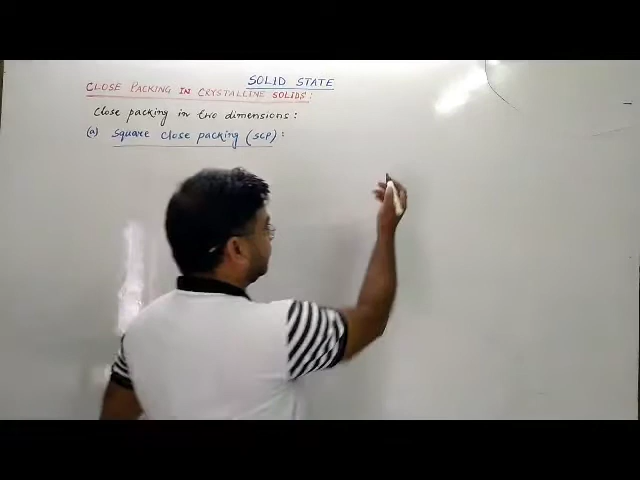 SOLID STATE
CLOSE PACKING IN CRYSTALLINE SOLIDS:
Close packing in two dimensions:
(a) Square close packing (SCP):